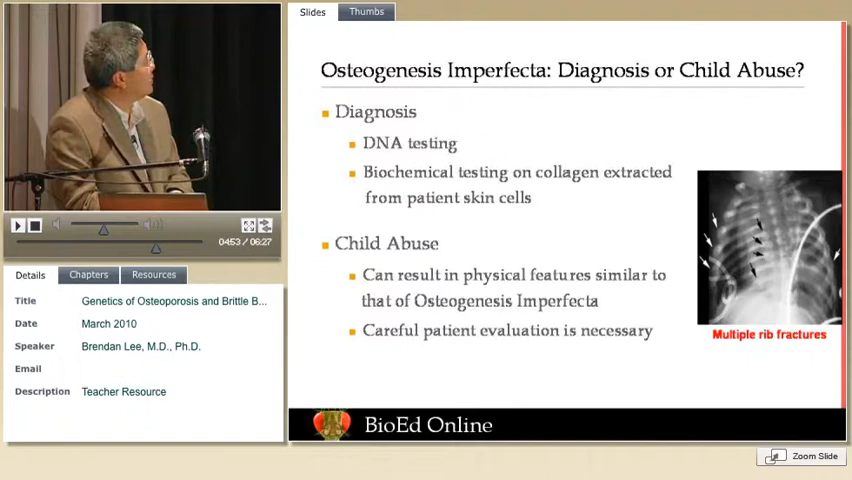 Slides
Thumbs
Osteogenesis Imperfecta: Diagnosis or Child Abuse?
Diagnosis
DNA testing
Biochemical testing on collagen extracted
from patient skin cells
Child Abuse
Can result in physical features similar to
that of Osteogenesis Imperfecta
Careful patient evaluation is necessary
Multiple rib fractures
BioEd Online
Zoom Slide
04:53 / 06:27
Details
Chapters
Resources
Title Genetics of Osteoporosis and Brittle B...
Date March 2010
Speaker Brendan Lee, M.D., Ph.D.
Email
Description Teacher Resource